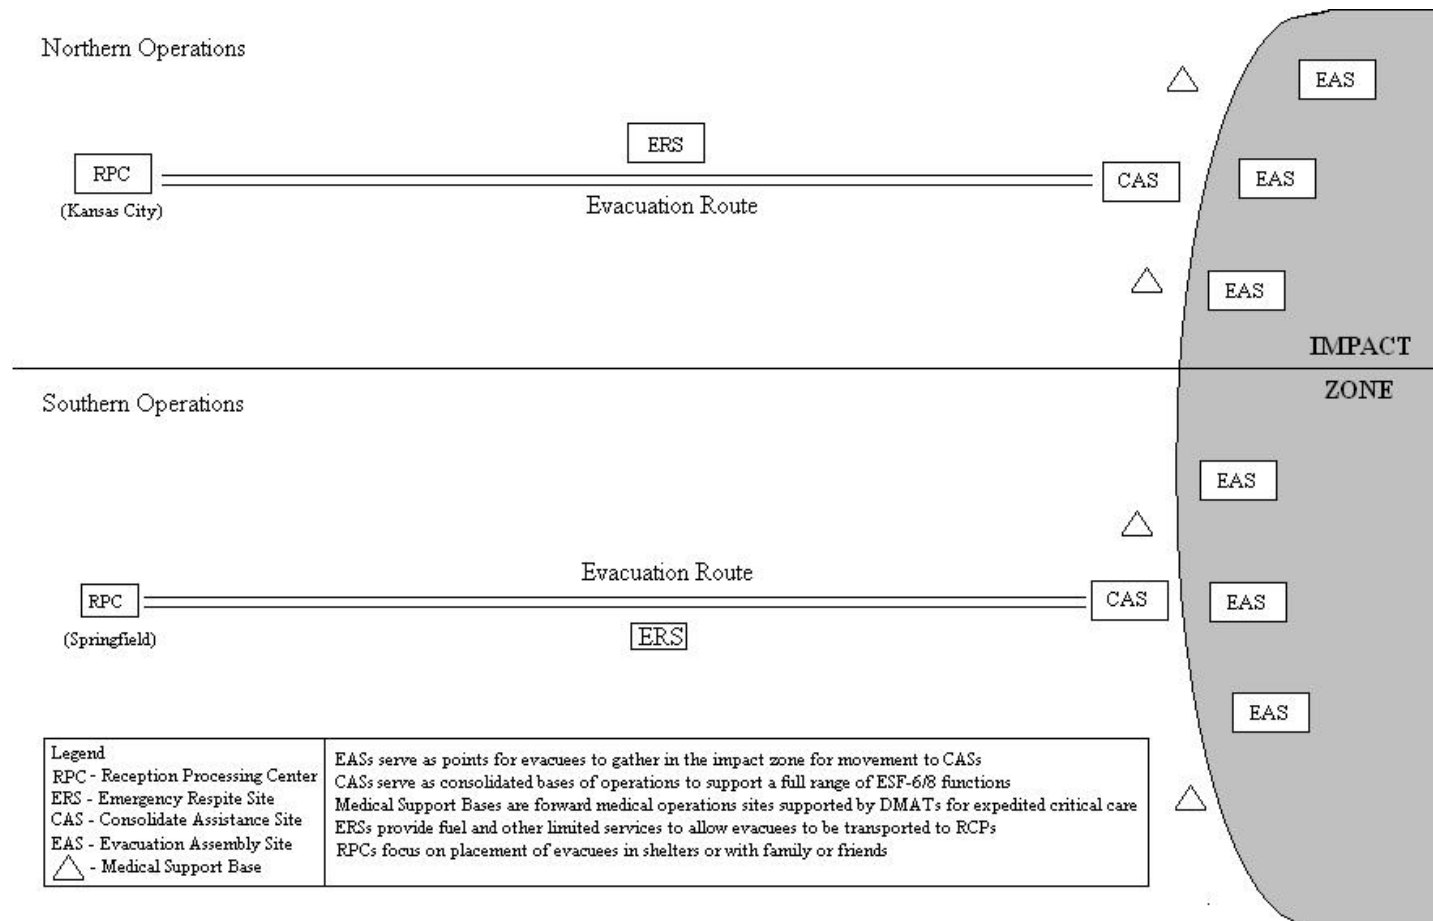 Northern Operations
EAS
ERS
RPC
CAS
EAS
(Kansas City)
Evacuation Route
EAS
IMPACT
ZONE
Southern Operations
EAS
Evacuation Route
RPC
CAS
EAS
(Springfield)
ERS
EAS
Legend
RPC - Reception Processing Center
ERS - Emergency Respite Site
CAS - Consolidate Assistance Site
EAS - Evacuation Assembly Site
- Medical Support Base
EASs serve as points for evacuees to gather in the impact zone for movement to CASs
CASs serve as consolidated bases of operations to support a full range of ESF-6/8 functions
Medical Support Bases are forward medical operations sites supported by DMATs for expedited critical care
ERSs provide fuel and other limited services to allow evacuees to be transported to RCPs
RPCs focus on placement of evacuees in shelters or with family or friends